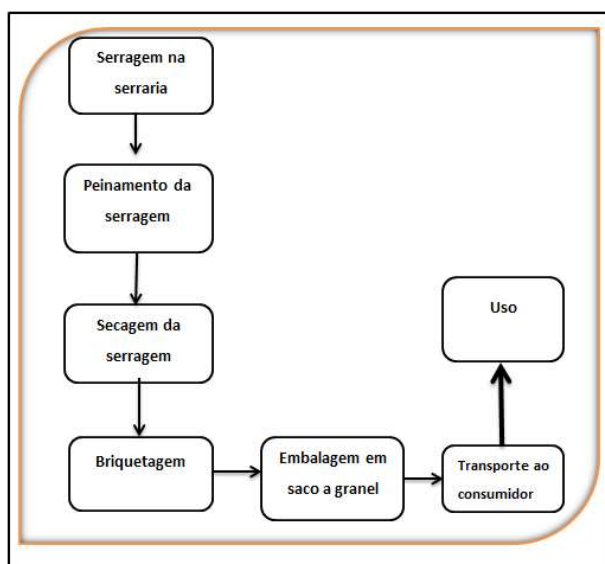 Serragem na
serraria
Peinamento da
serragem
Secagem da
serragem
Briquetagem
Embalagem em
saco a granel
Transporte ao
consumidor
Uso